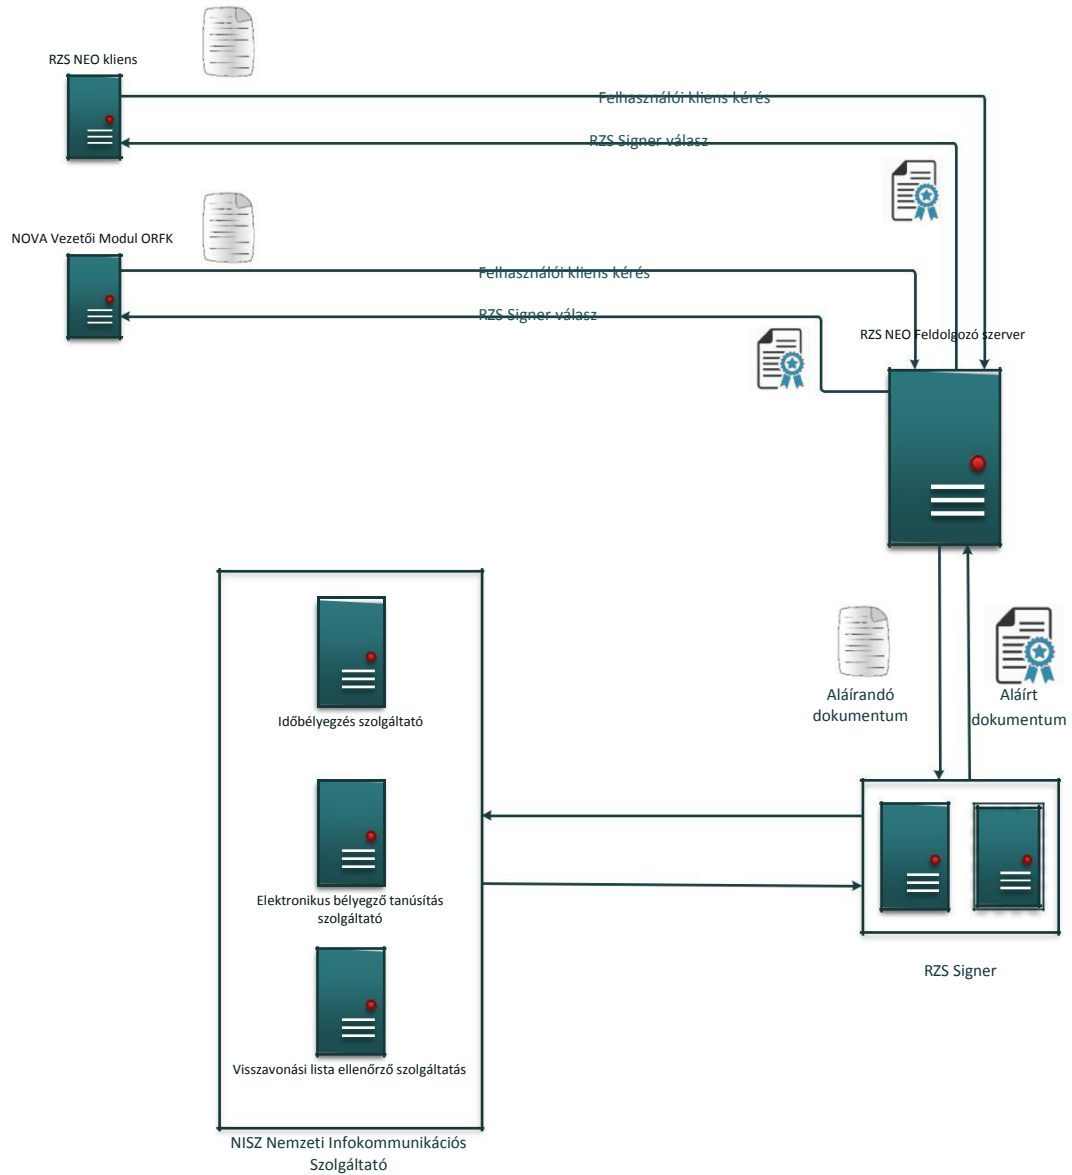 RZS NEO kliens
Felhasználói kliens kérés
RZS Signer válasz
NOVA Vezetői Modul ORFK
Felhasználói kliens kérés
RZS Signer válasz
RZS NEO Feldolgozó szerver
Aláírandó
dokumentum
Aláírt
dokumentum
Időbélyegzés szolgáltató
Elektronikus bélyegző tanúsítás
szolgáltató
Visszavonási lista ellenőrző szolgáltatás
RZS Signer
NISZ Nemzeti Infokommunikációs
Szolgáltató